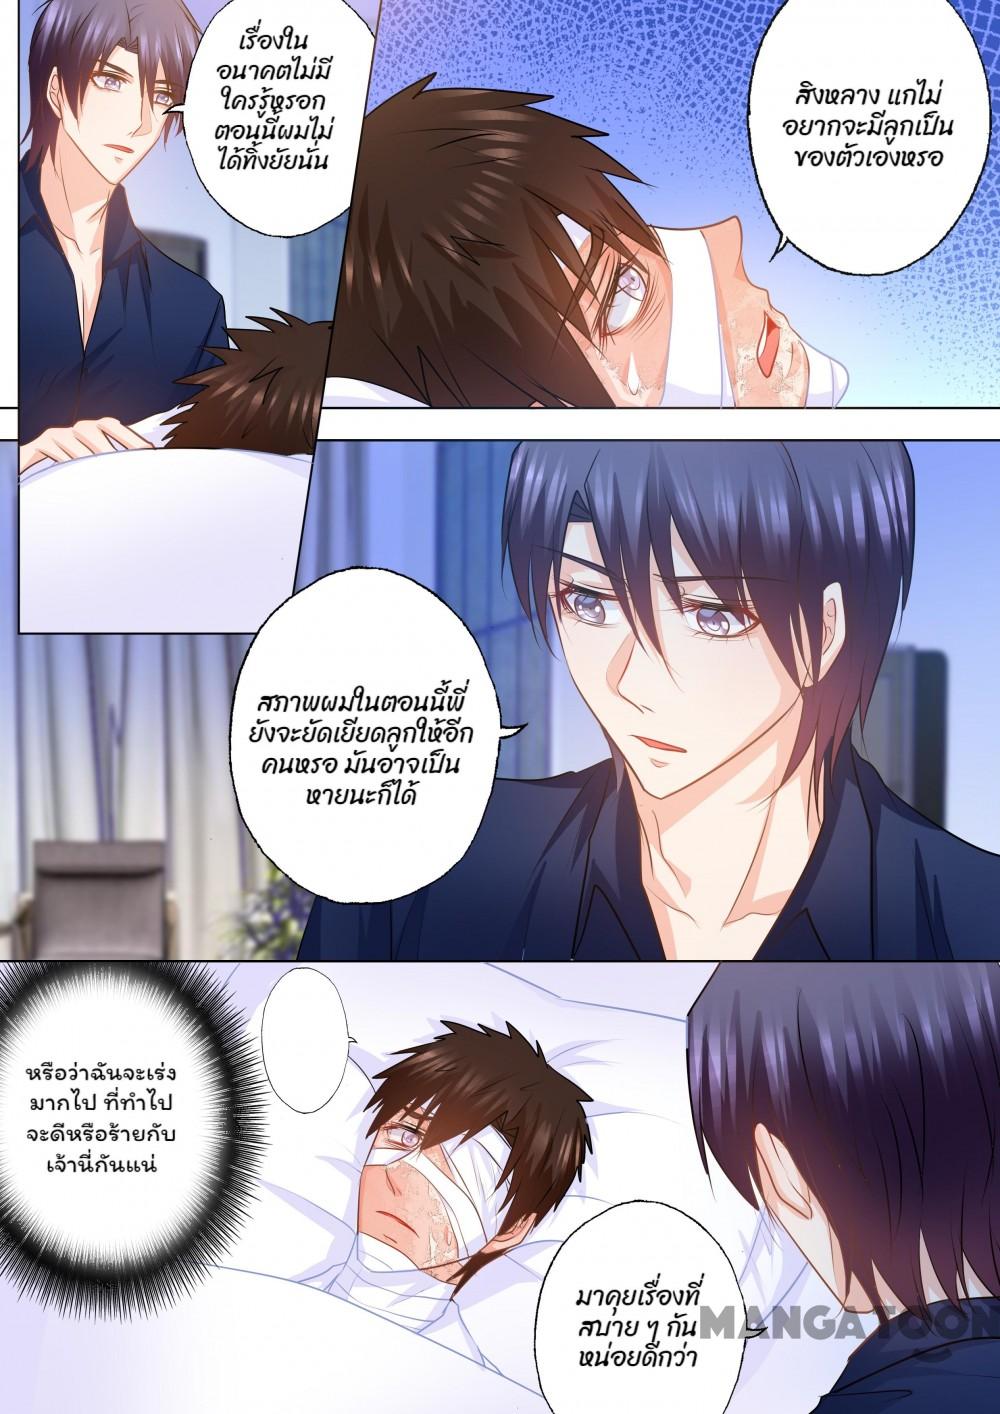 เรื่องใน
อนาคตไม่มี
ใครรู้หรอก
ตอนนี้ผมไม่
ได้ทิ้งยัยนั่น
สิงหลาง แกไม่
อยากจะมีลูกเป็น
ของตัวเองหรอ
สภาพผมในตอนนี้พี่
ยังจะยัดเยียดลูกให้อีก
คนหรอ มันอาจเป็น
หายนะก็ได้
หรือว่าฉันจะเร่ง
มากไป ที่ทำไป
จะดีหรือร้ายกับ
เจ้านี่กันแน่
มาคุยเรื่องที่
สบาย ๆ กัน
หน่อยดีกว่า
MANGATOON